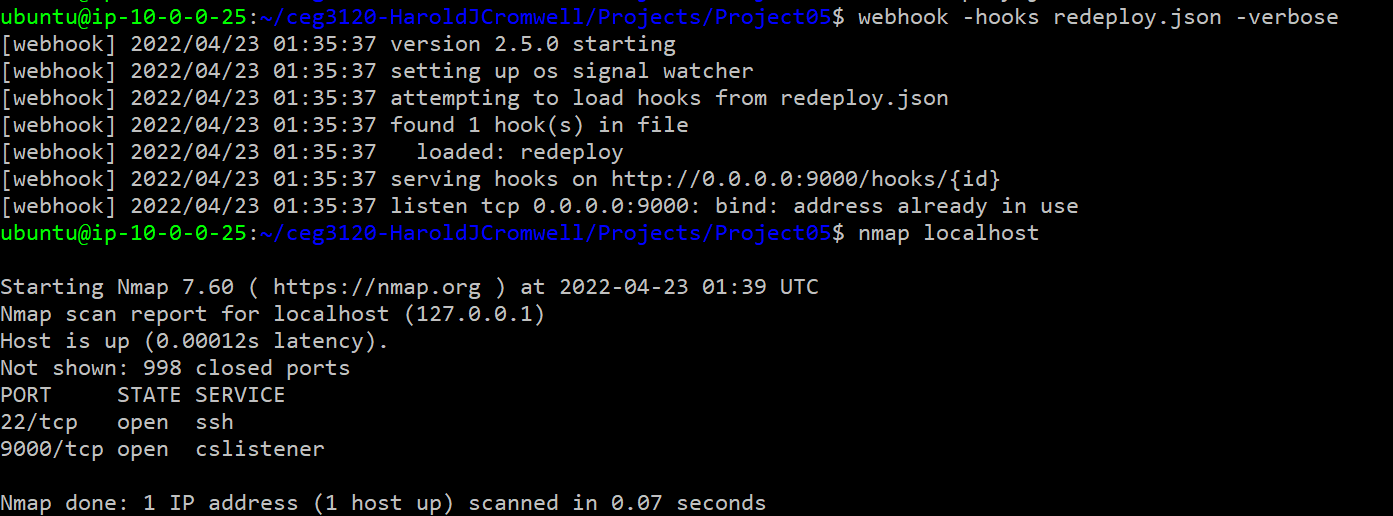 ubuntu@ip-10-0-0-25:~/ceg3120-HaroldJCromwell/Projects/Project05$ webhook -hooks redeploy.json -verbose
[webhook] 2022/04/23 01:35:37 version 2.5.0 starting
[webhook] 2022/04/23 01:35:37 setting up os signal watcher
[webhook] 2022/04/23 01:35:37 attempting to load hooks from redeploy.json
[webhook] 2022/04/23 01:35:37 found 1 hook(s) in file
[webhook] 2022/04/23 01:35:37   loaded: redeploy
[webhook] 2022/04/23 01:35:37 serving hooks on http://0.0.0.0:9000/hooks/{id}
[webhook] 2022/04/23 01:35:37 listen tcp 0.0.0.0:9000: bind: address already in use
ubuntu@ip-10-0-0-25:~/ceg3120-HaroldJCromwell/Projects/Project05$ nmap localhost

Starting Nmap 7.60 ( https://nmap.org ) at 2022-04-23 01:39 UTC
Nmap scan report for localhost (127.0.0.1)
Host is up (0.00012s latency).
Not shown: 998 closed ports
PORT     STATE SERVICE
22/tcp   open  ssh
9000/tcp open  cslistener

Nmap done: 1 IP address (1 host up) scanned in 0.07 seconds